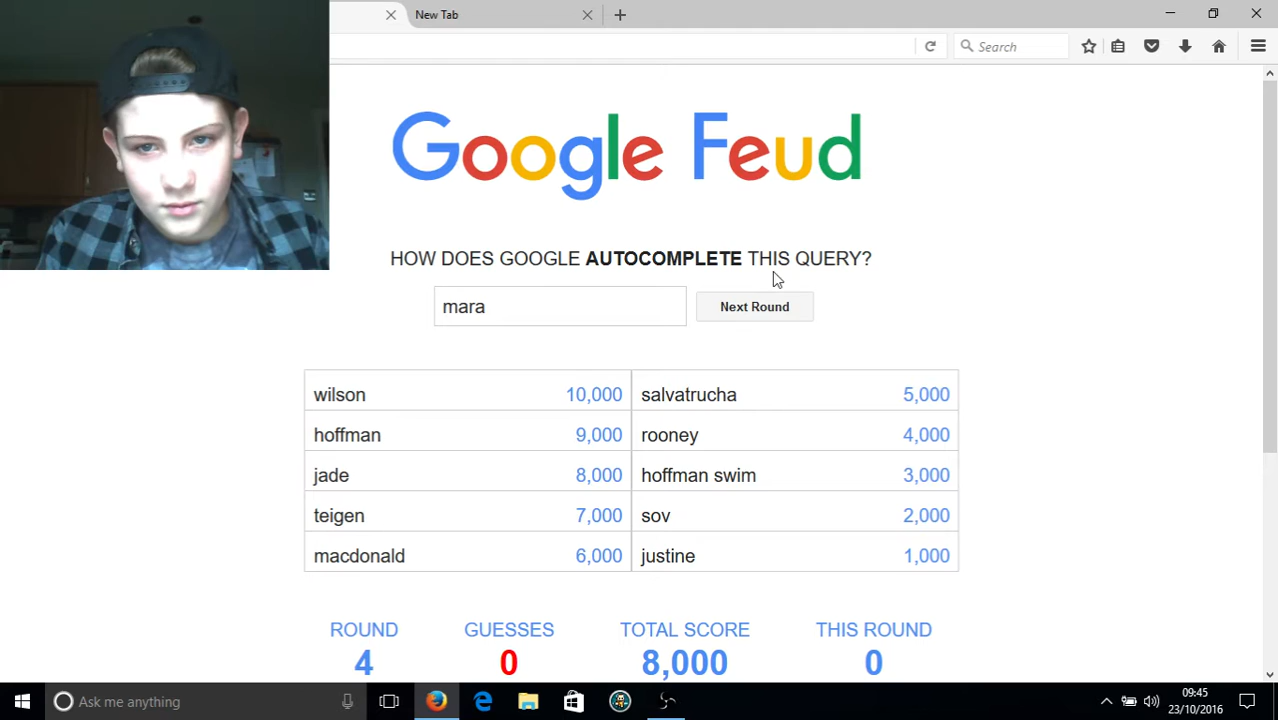 New Tab
Search
Google Feud
HOW DOES GOOGLE AUTOCOMPLETE THIS QUERY?
mara
Next Round
wilson 10,000 salvatrucha 5,000
hoffman 9,000 rooney 4,000
jade 8,000 hoffman swim 3,000
teigen 7,000 sov 2,000
macdonald 6,000 justine 1,000
ROUND GUESSES TOTAL SCORE THIS ROUND
4 0 8,000 0
Ask me anything
09:45
23/10/2016